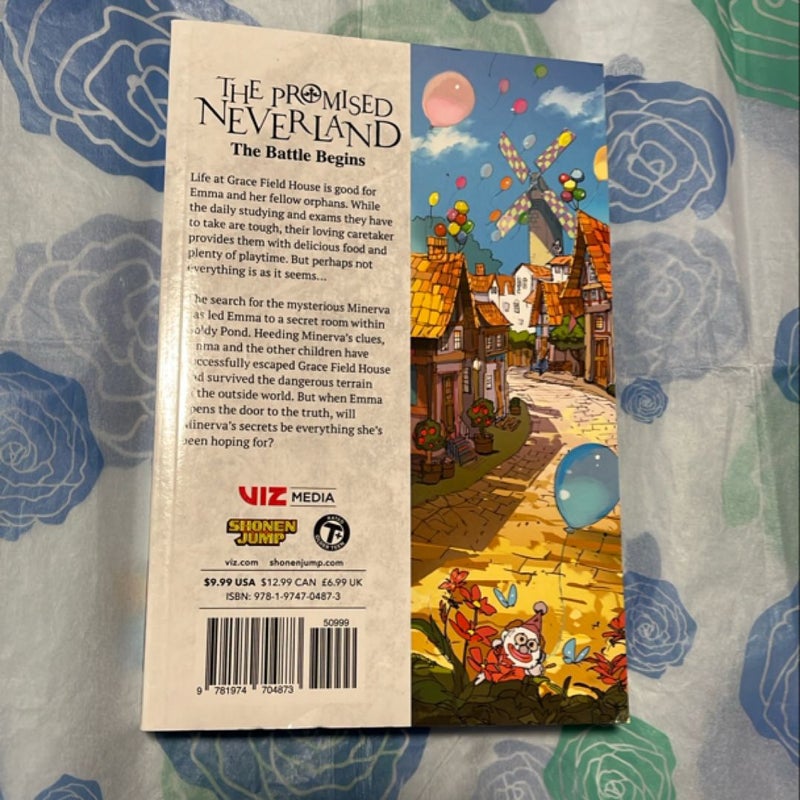 THE PROMISED
NEVERLAND
The Battle Begins
Life at Grace Field House is good for
Emma and her fellow orphans. While
the daily studying and exams they have
to take are tough, their loving caretaker
provides them with delicious food and
plenty of playtime. But perhaps not
everything is as it seems...
he search for the mysterious Minerva
as led Emma to a secret room within
oldy Pond. Heeding Minerva's clues,
mma and the other children have
uccessfully escaped Grace Field House
d survived the dangerous terrain
the outside world. But when Emma
pens the door to the truth, will
Minerva's secrets be everything she's
been hoping for?
VIZ MEDIA
SHONEN
JUMP
RATED
T+
OLDER TEEN
viz.com shonenjump.com
$9.99 USA $12.99 CAN £6.99 UK
ISBN: 978-1-9747-0487-3
50999
9 781974 704873